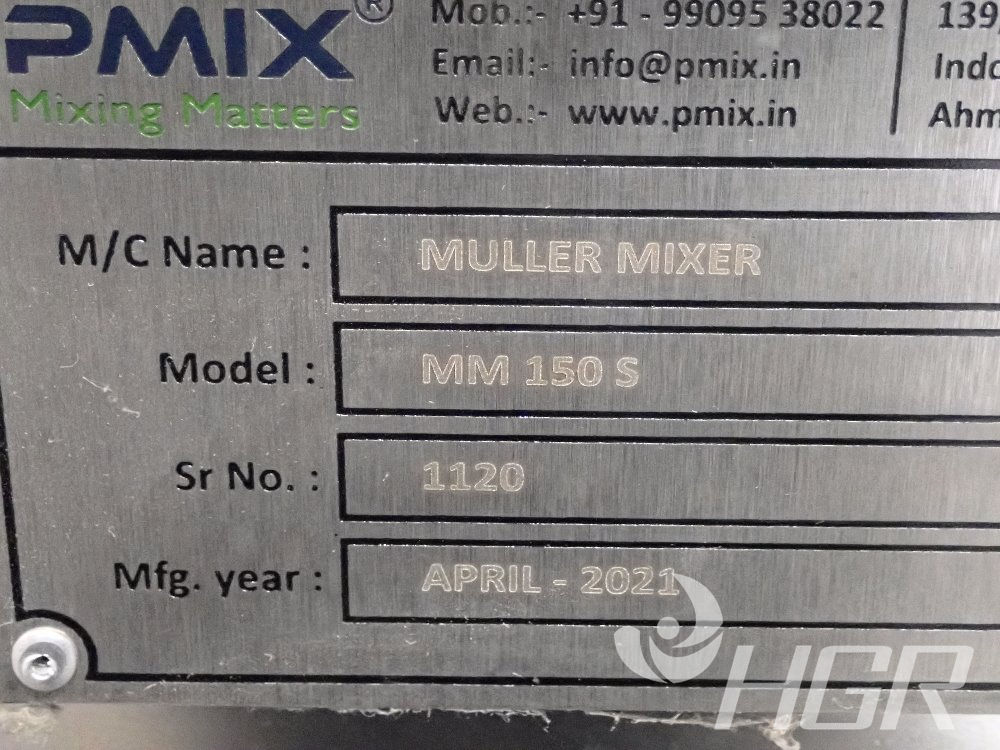 PMIX®
Mixing Matters
Mob.:- +91 - 99095 38022
Email:- info@pmix.in
Web.:- www.pmix.in
139,
M/C Name : MULLER MIXER
Model : MM 150 S
Sr No. : 1120
Mfg. year : APRIL - 2021
HGR